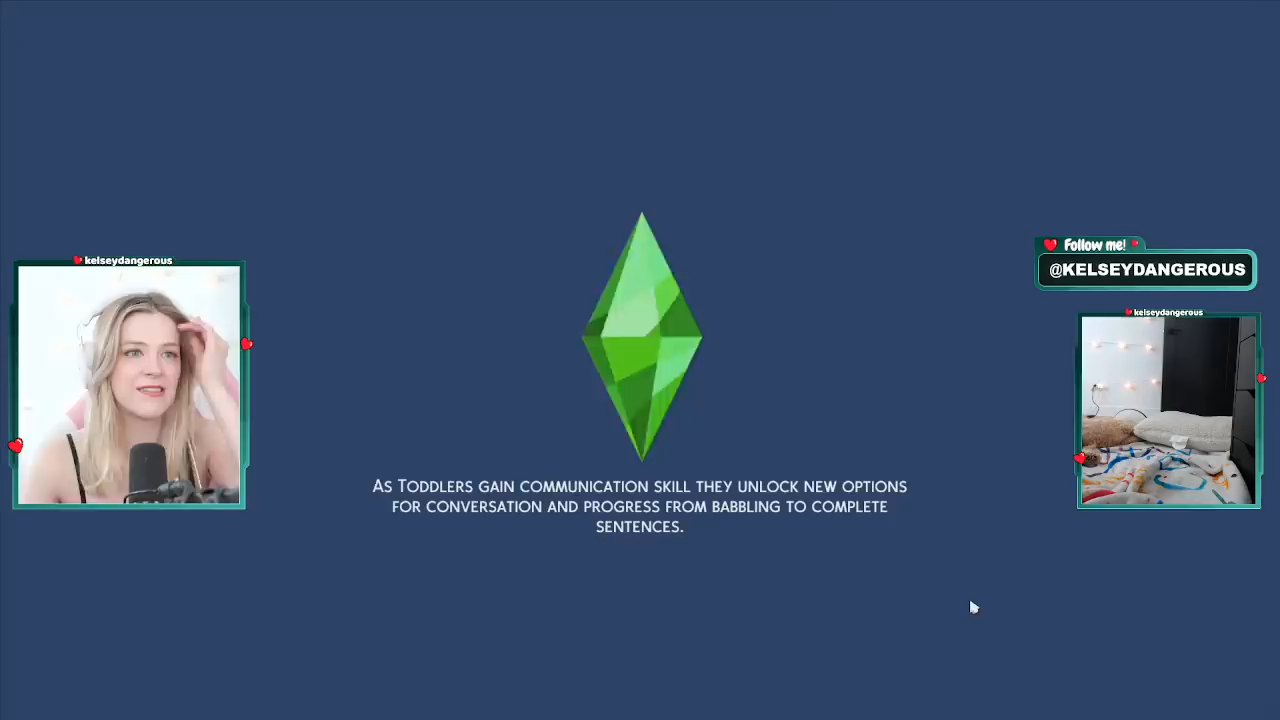 kelseydangerous
Follow me!
@KELSEYDANGEROUS
kelseydangerous
AS TODDLERS GAIN COMMUNICATION SKILL THEY UNLOCK NEW OPTIONS
FOR CONVERSATION AND PROGRESS FROM BABBLING TO COMPLETE
SENTENCES.